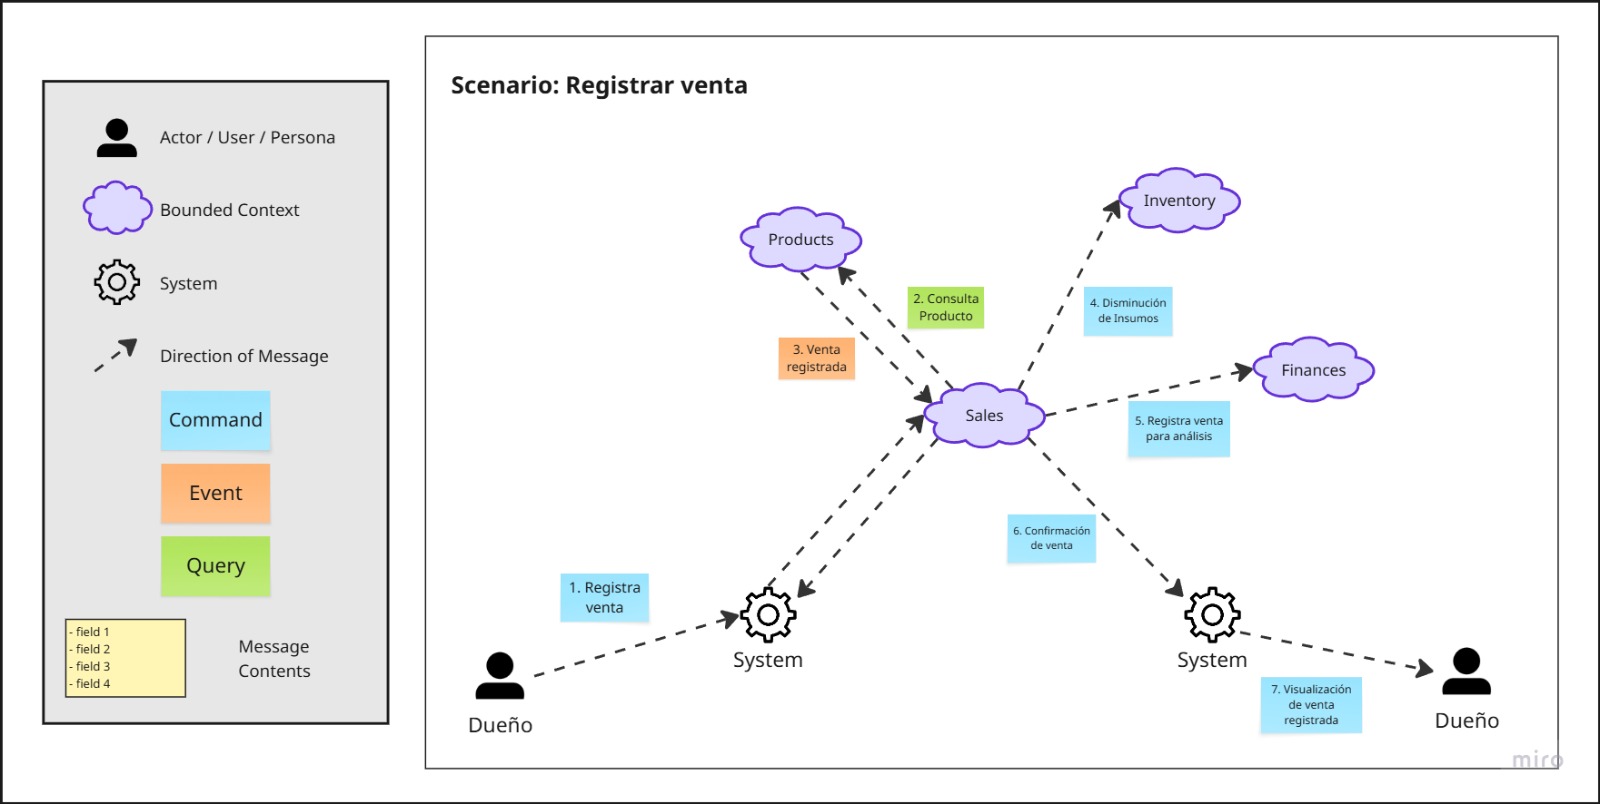 Actor / User / Persona
Bounded Context
System
Direction of Message
Command
Event
Query
- field 1
- field 2
- field 3
- field 4
Message
Contents
Scenario: Registrar venta
Products
Inventory
2. Consulta
Producto
4. Disminución
de Insumos
3. Venta
registrada
Sales
Finances
5. Registra venta
para análisis
6. Confirmación
de venta
1. Registra
venta
System
System
Dueño
7. Visualización
de venta
registrada
Dueño
miro